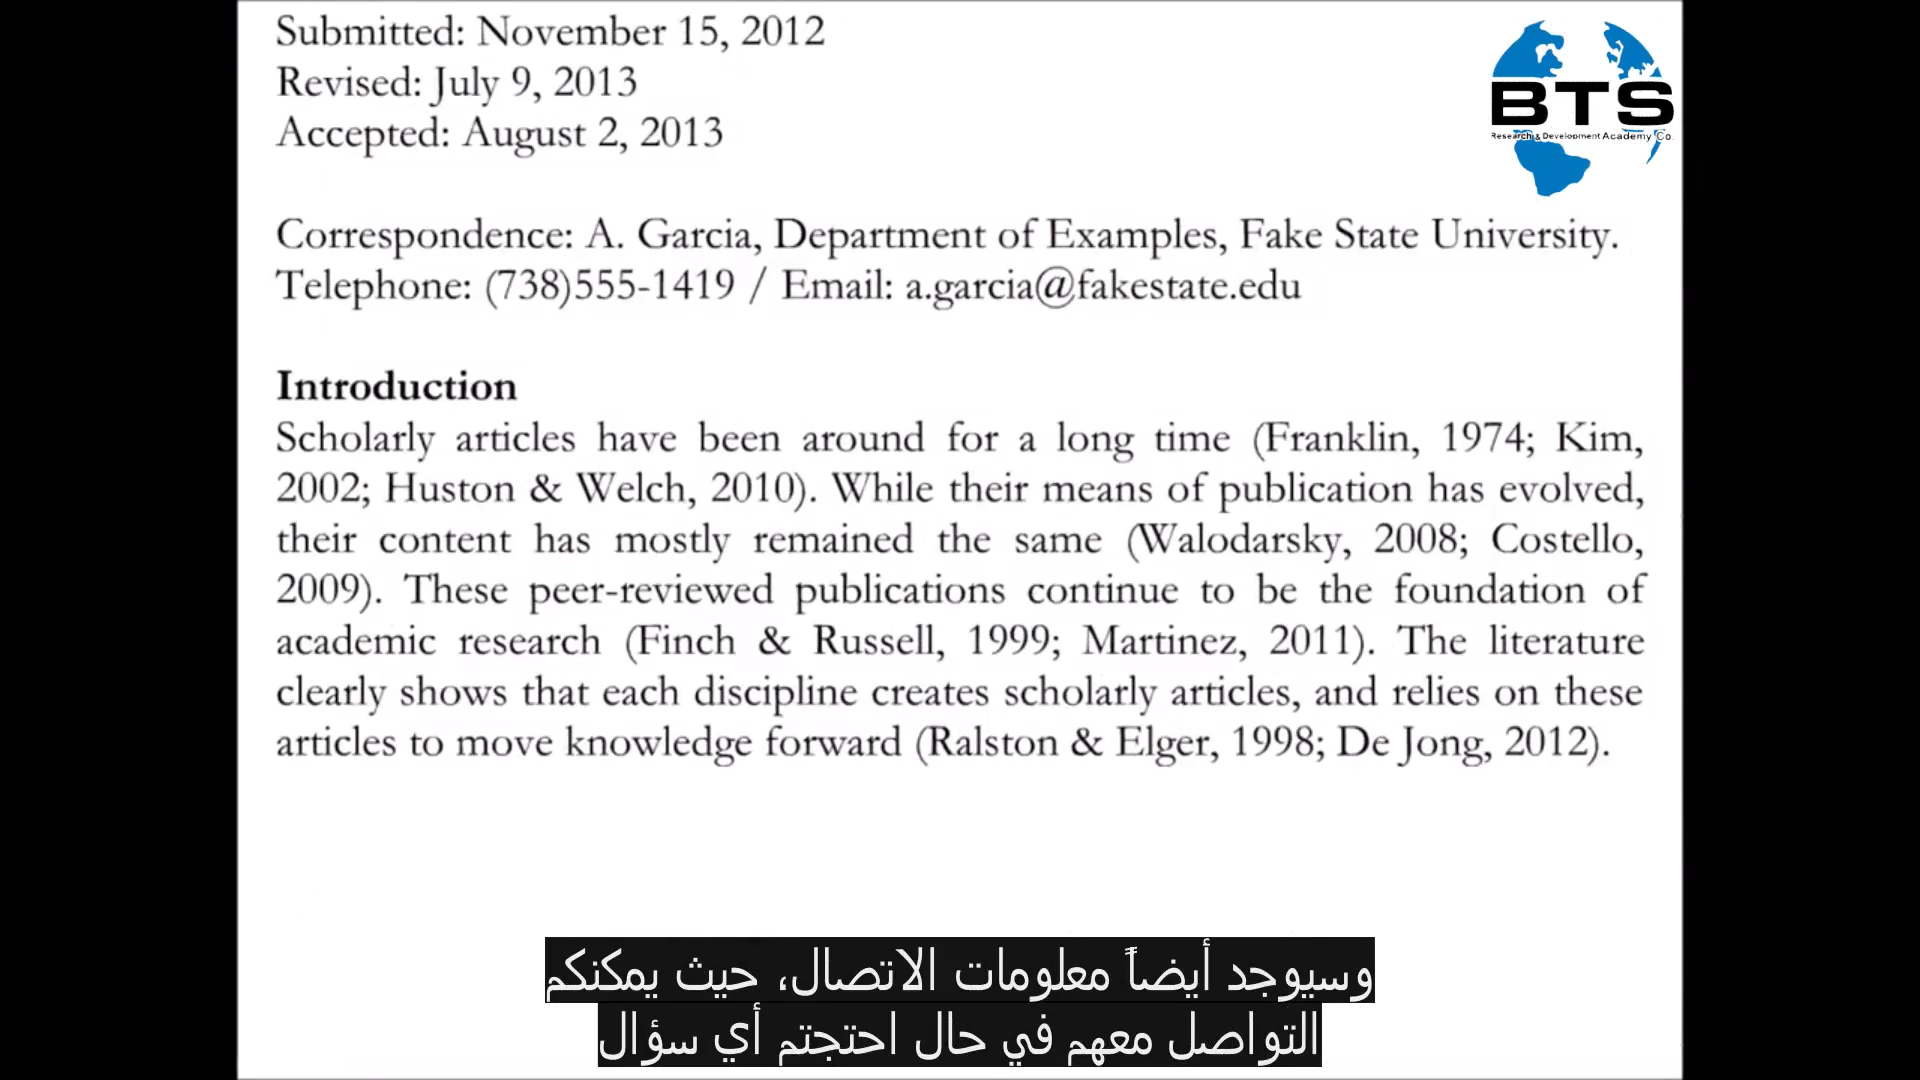 Submitted: November 15, 2012
Revised: July 9, 2013
Accepted: August 2, 2013
BTS
Research & Development Academy Co.
Correspondence: A. Garcia, Department of Examples, Fake State University.
Telephone: (738)555-1419 / Email: a.garcia@fakestate.edu
Introduction
Scholarly articles have been around for a long time (Franklin, 1974; Kim,
2002; Huston & Welch, 2010). While their means of publication has evolved,
their content has mostly remained the same (Walodarsky, 2008; Costello,
2009). These peer-reviewed publications continue to be the foundation of
academic research (Finch & Russell, 1999; Martinez, 2011). The literature
clearly shows that each discipline creates scholarly articles, and relies on these
articles to move knowledge forward (Ralston & Elger, 1998; De Jong, 2012).
وسيوجد أيضاً معلومات الاتصال، حيث يمكنكم
التواصل معهم في حال احتجتم أي سؤال